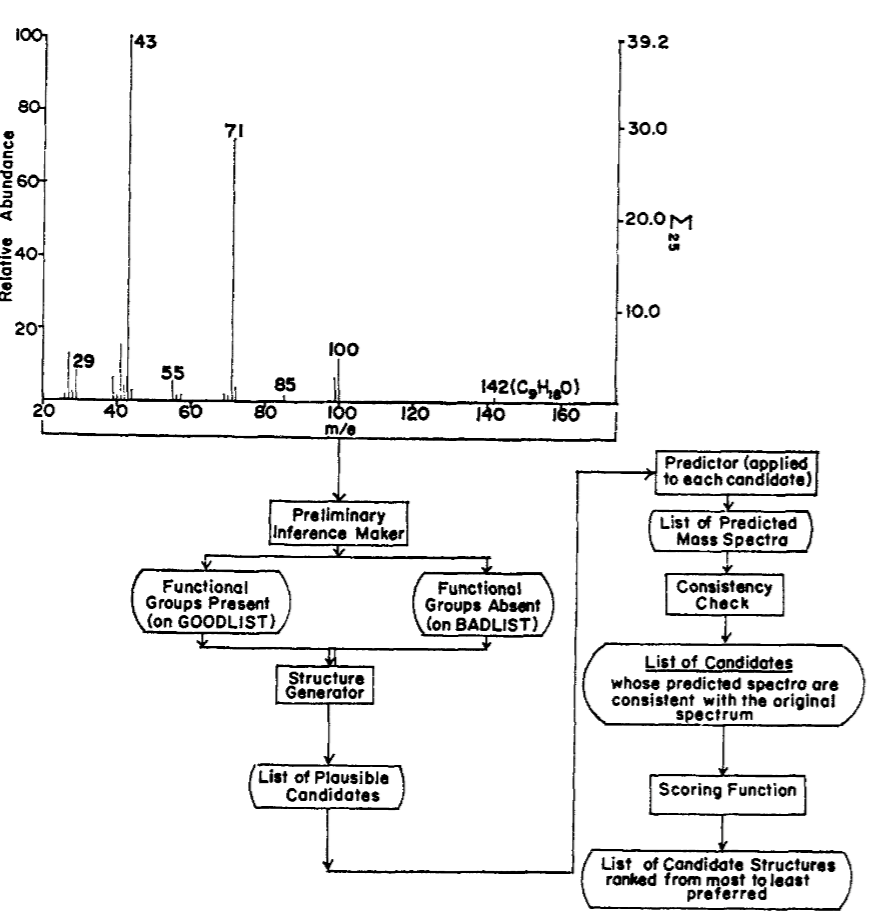 100
43
80
71
60
40
20
Relative Abundance
29
55
85
100
142(C₉H₁₈O)
20
40
60
80
100
120
140
160
m/e
39.2
30.0
20.0
10.0
Σ
25
Preliminary
Inference Maker
Functional
Groups Present
(on GOODLIST)
Functional
Groups Absent
(on BADLIST)
Structure
Generator
List of Plausible
Candidates
Predictor (applied
to each candidate)
List of Predicted
Mass Spectra
Consistency
Check
List of Candidates
whose predicted spectra are
consistent with the original
spectrum
Scoring Function
List of Candidate Structures
ranked from most to least
preferred